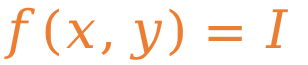 f(x, y) = I